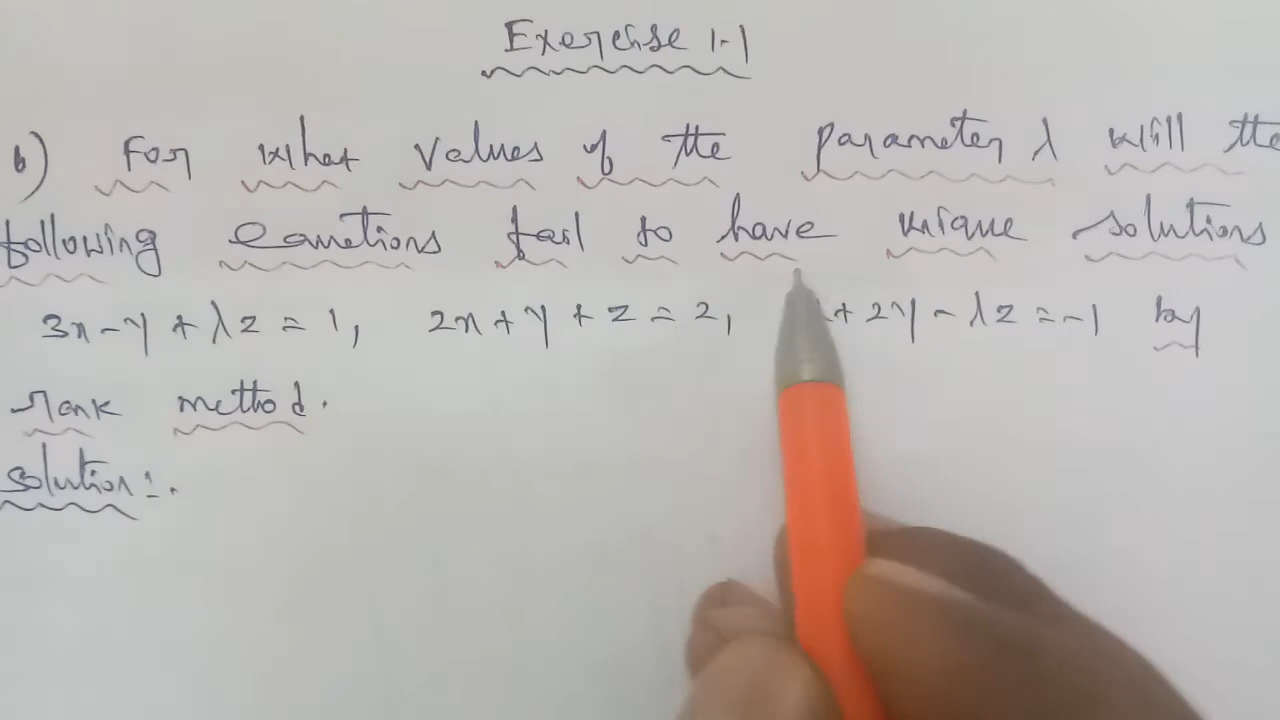 Exercise 1.1
6) For what values of the parameter λ will the
following equations fail to have unique solutions
3x - y + λz = 1, 2x + y + z = 2, + 2y - λz = -1 by
rank method.
solution: